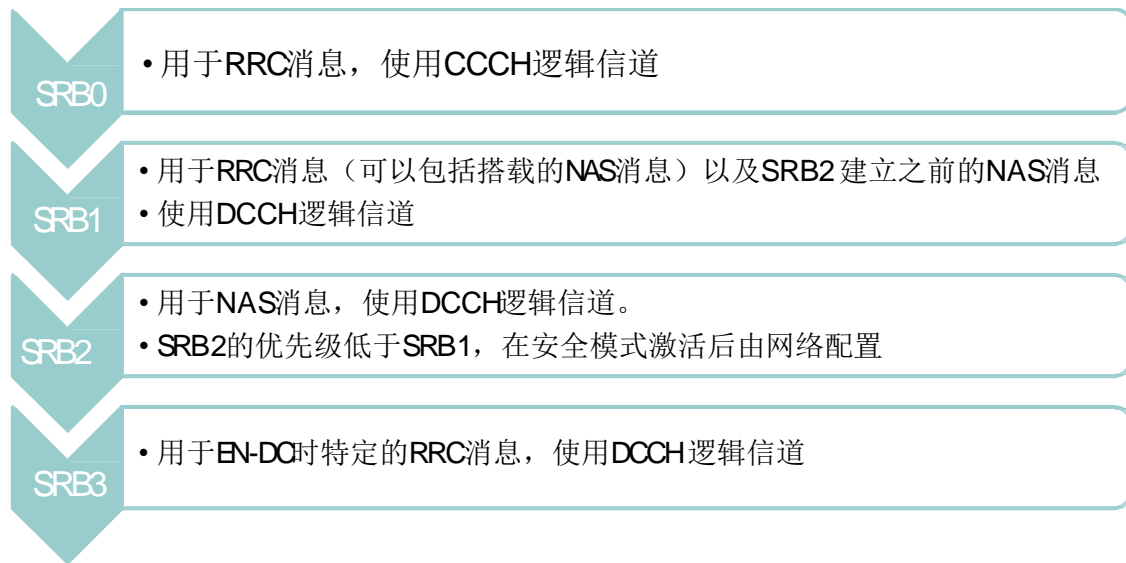 SRB0
• 用于RRC消息，使用CCCH逻辑信道
SRB1
• 用于RRC消息（可以包括搭载的NAS消息）以及SRB2 建立之前的NAS消息
• 使用DCCH逻辑信道
SRB2
• 用于NAS消息，使用DCCH逻辑信道。
• SRB2的优先级低于SRB1，在安全模式激活后由网络配置
SRB3
• 用于EN-DC时特定的RRC消息，使用DCCH逻辑信道